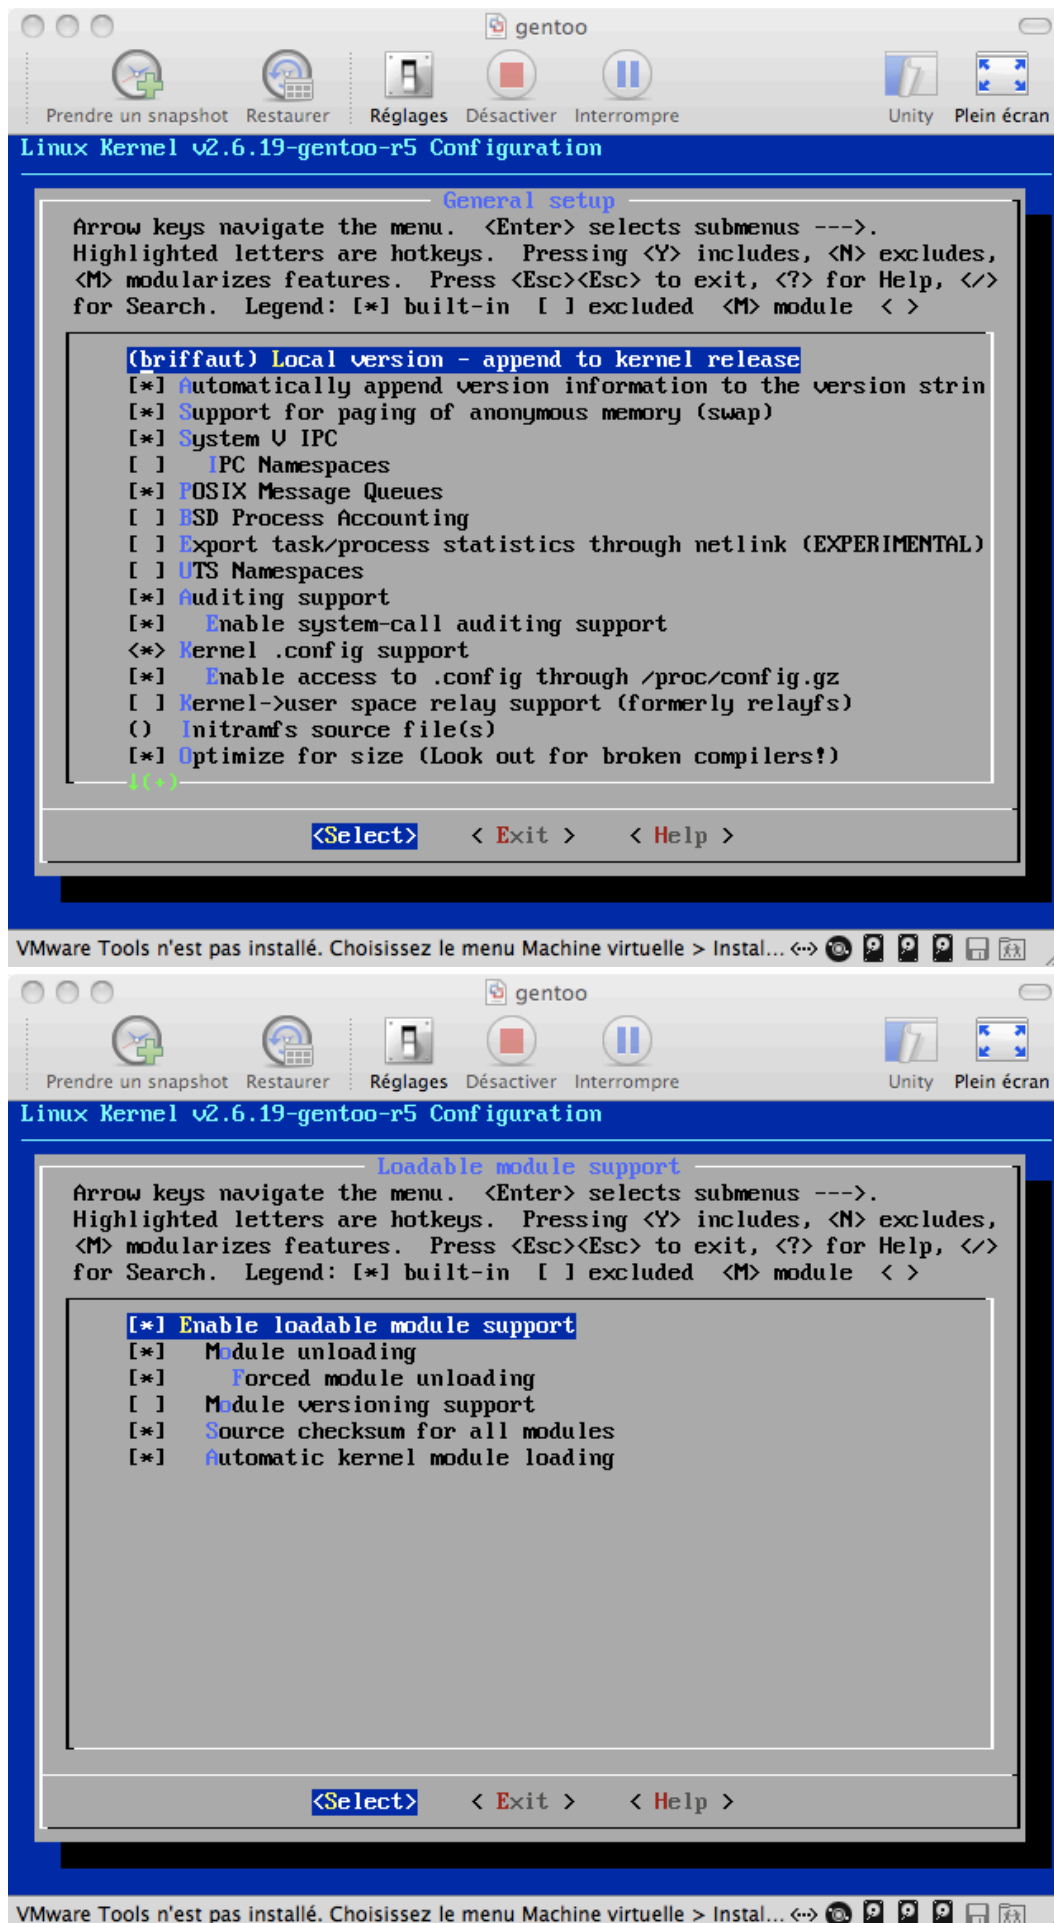 gentoo
Prendre un snapshot Restaurer Réglages Désactiver Interrompre Unity Plein écran
Linux Kernel v2.6.19-gentoo-r5 Configuration
General setup
Arrow keys navigate the menu. <Enter> selects submenus --->.
Highlighted letters are hotkeys. Pressing <Y> includes, <N> excludes,
<M> modularizes features. Press <Esc><Esc> to exit, <?> for Help, </>
for Search. Legend: [*] built-in [ ] excluded <M> module < >
(briffaut) Local version - append to kernel release
[*] Automatically append version information to the version strin
[*] Support for paging of anonymous memory (swap)
[*] System V IPC
[ ] IPC Namespaces
[*] POSIX Message Queues
[ ] BSD Process Accounting
[ ] Export task/process statistics through netlink (EXPERIMENTAL)
[ ] UTS Namespaces
[*] Auditing support
[*] Enable system-call auditing support
<*> Kernel .config support
[*] Enable access to .config through /proc/config.gz
[ ] Kernel->user space relay support (formerly relayfs)
() Initramfs source file(s)
[*] Optimize for size (Look out for broken compilers!)
↓(+)
<Select> < Exit > < Help >
VMware Tools n'est pas installé. Choisissez le menu Machine virtuelle > Instal...
gentoo
Prendre un snapshot Restaurer Réglages Désactiver Interrompre Unity Plein écran
Linux Kernel v2.6.19-gentoo-r5 Configuration
Loadable module support
Arrow keys navigate the menu. <Enter> selects submenus --->.
Highlighted letters are hotkeys. Pressing <Y> includes, <N> excludes,
<M> modularizes features. Press <Esc><Esc> to exit, <?> for Help, </>
for Search. Legend: [*] built-in [ ] excluded <M> module < >
[*] Enable loadable module support
[*] Module unloading
[*] Forced module unloading
[ ] Module versioning support
[*] Source checksum for all modules
[*] Automatic kernel module loading
<Select> < Exit > < Help >
VMware Tools n'est pas installé. Choisissez le menu Machine virtuelle > Instal...